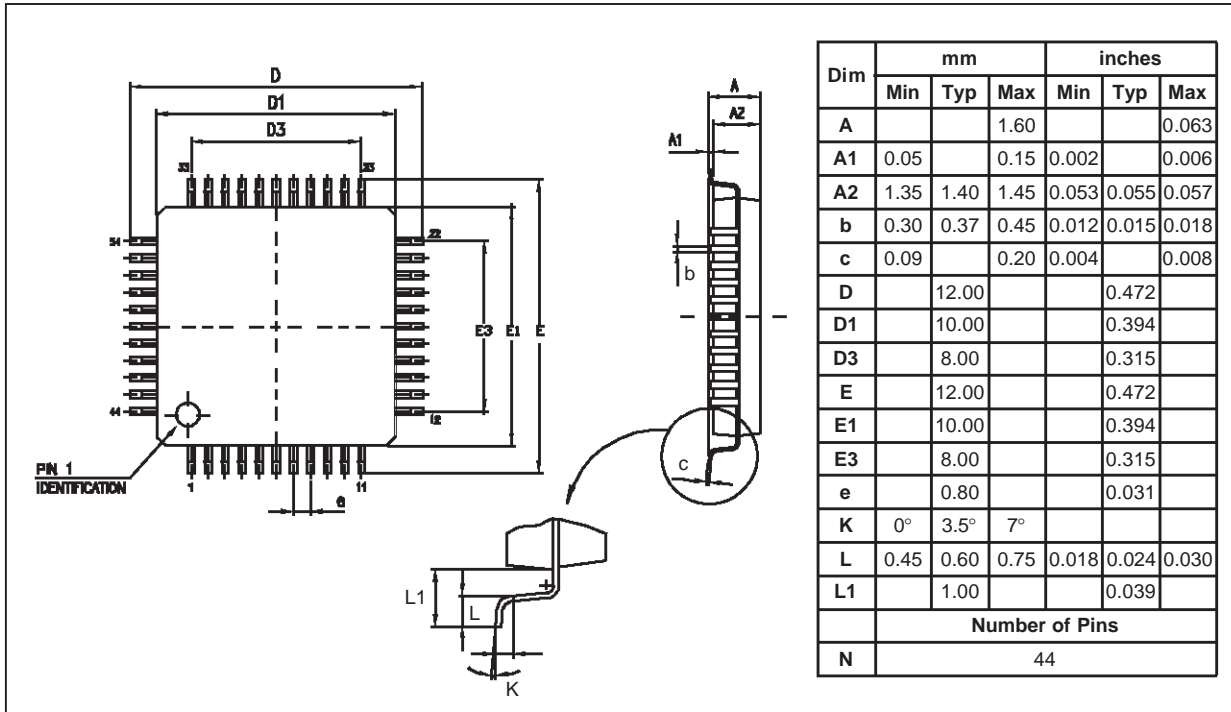 D
D1
D3
33 23
34 22
E3 E1 E
44 12
PIN 1
IDENTIFICATION
1 11
e
A
A2
A1
b
c
L1
L
K
Dim mm inches
Min Typ Max Min Typ Max
A 1.60 0.063
A1 0.05 0.15 0.002 0.006
A2 1.35 1.40 1.45 0.053 0.055 0.057
b 0.30 0.37 0.45 0.012 0.015 0.018
c 0.09 0.20 0.004 0.008
D 12.00 0.472
D1 10.00 0.394
D3 8.00 0.315
E 12.00 0.472
E1 10.00 0.394
E3 8.00 0.315
e 0.80 0.031
K 0° 3.5° 7°
L 0.45 0.60 0.75 0.018 0.024 0.030
L1 1.00 0.039
Number of Pins
N 44